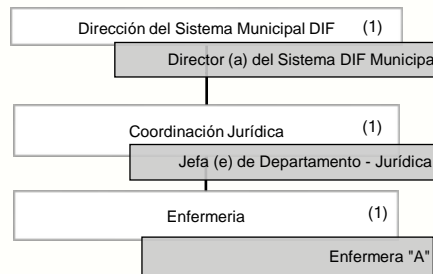 Dirección del Sistema Municipal DIF (1)
Director (a) del Sistema DIF Municipa
Coordinación Jurídica (1)
Jefa (e) de Departamento - Jurídica
Enfermeria (1)
Enfermera "A"